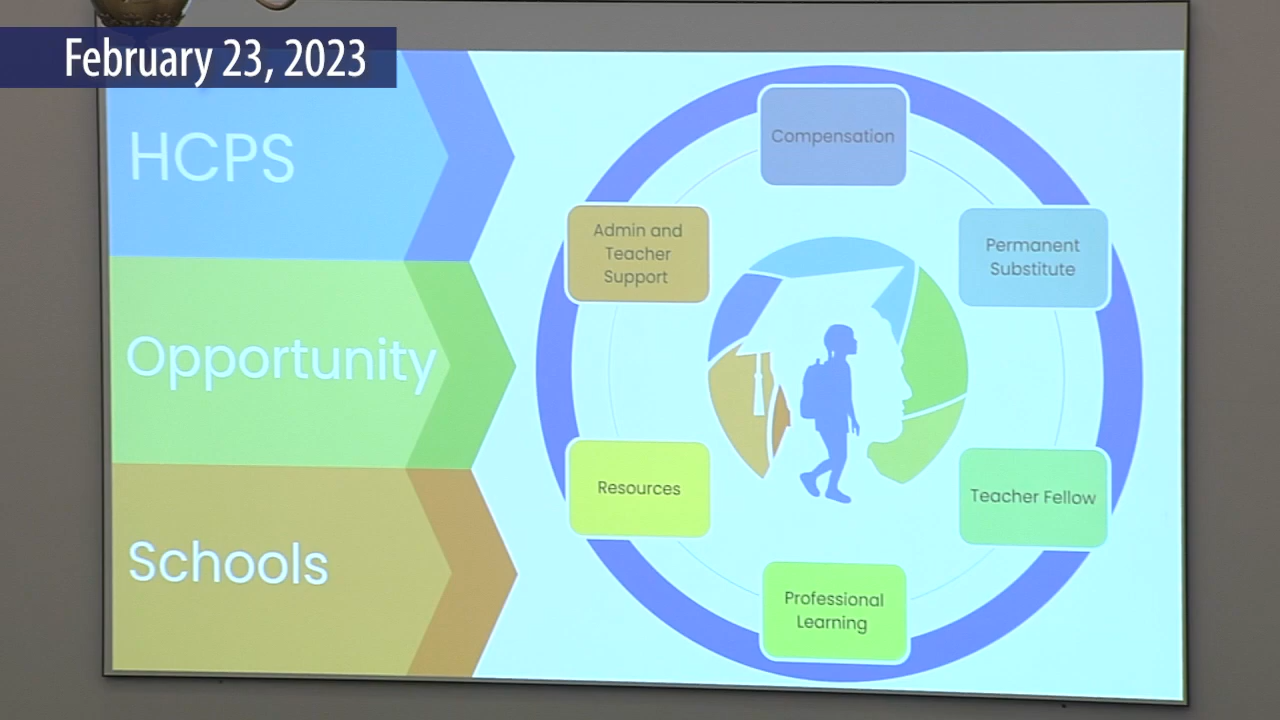 February 23, 2023
HCPS
Opportunity
Schools
Compensation
Admin and
Teacher
Support
Permanent
Substitute
Resources
Teacher Fellow
Professional
Learning